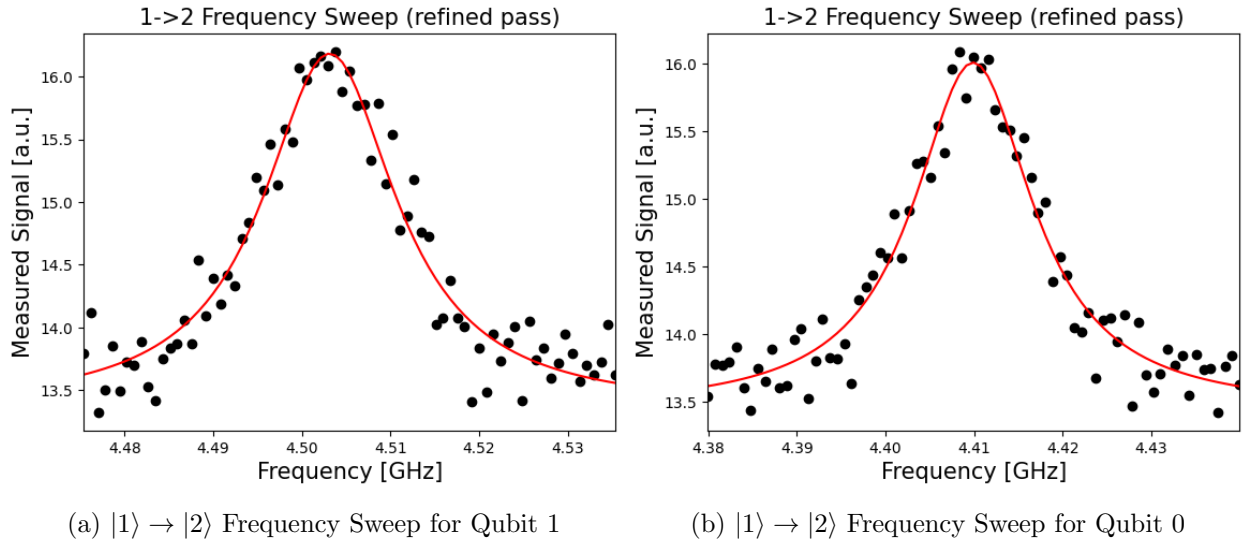 1->2 Frequency Sweep (refined pass)
Measured Signal [a.u.]
16.0
15.5
15.0
14.5
14.0
13.5
4.48 4.49 4.50 4.51 4.52 4.53
Frequency [GHz]
(a) |1⟩ → |2⟩ Frequency Sweep for Qubit 1
1->2 Frequency Sweep (refined pass)
Measured Signal [a.u.]
16.0
15.5
15.0
14.5
14.0
13.5
4.38 4.39 4.40 4.41 4.42 4.43
Frequency [GHz]
(b) |1⟩ → |2⟩ Frequency Sweep for Qubit 0